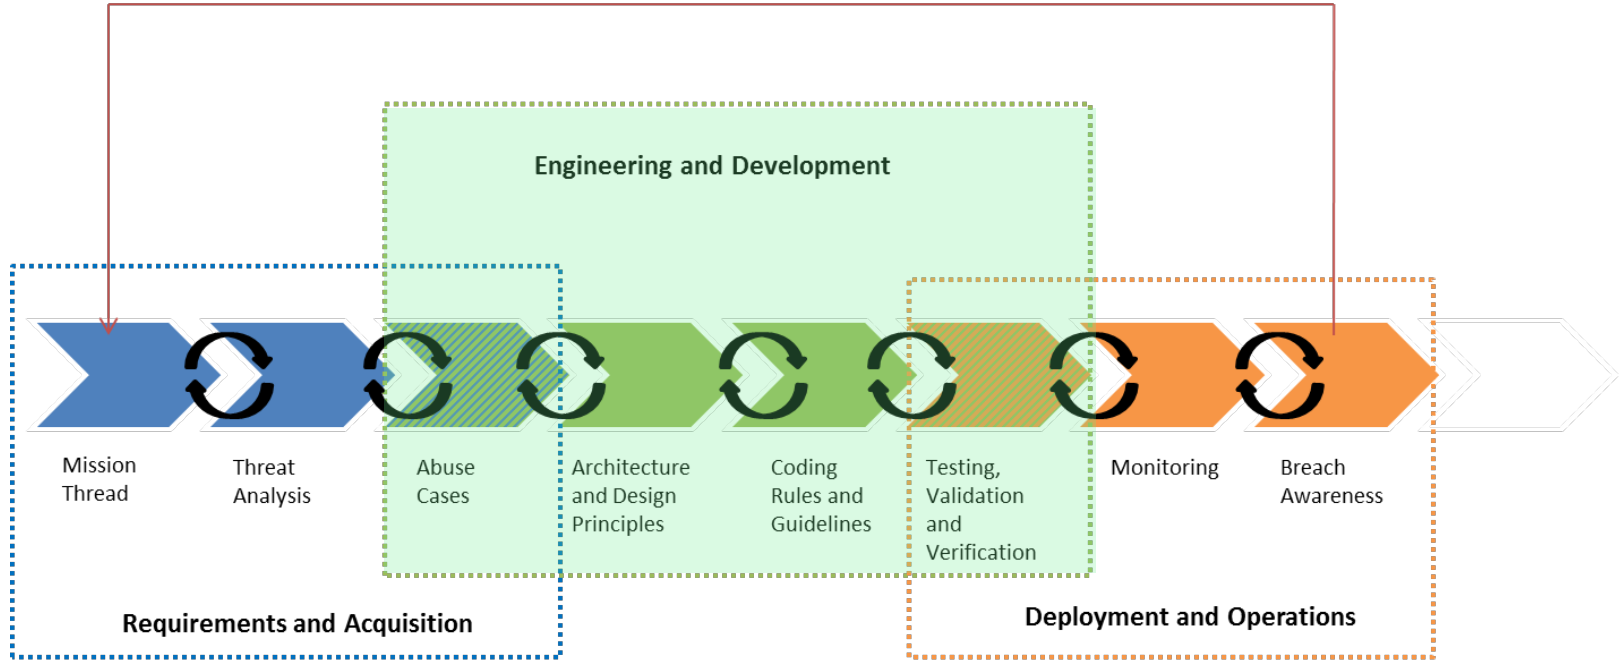 Engineering and Development
Mission
Thread
Threat
Analysis
Abuse
Cases
Architecture
and Design
Principles
Coding
Rules and
Guidelines
Testing,
Validation
and
Verification
Monitoring
Breach
Awareness
Requirements and Acquisition
Deployment and Operations